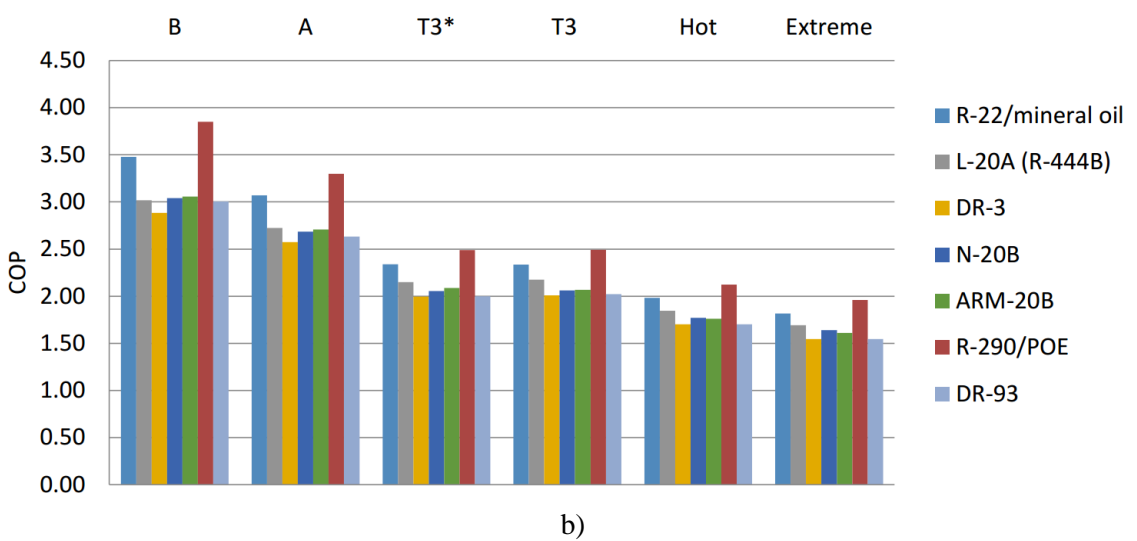 B A T3* T3 Hot Extreme
4.50
4.00
3.50
3.00
2.50
2.00
1.50
1.00
0.50
0.00
COP
R-22/mineral oil
L-20A (R-444B)
DR-3
N-20B
ARM-20B
R-290/POE
DR-93
b)